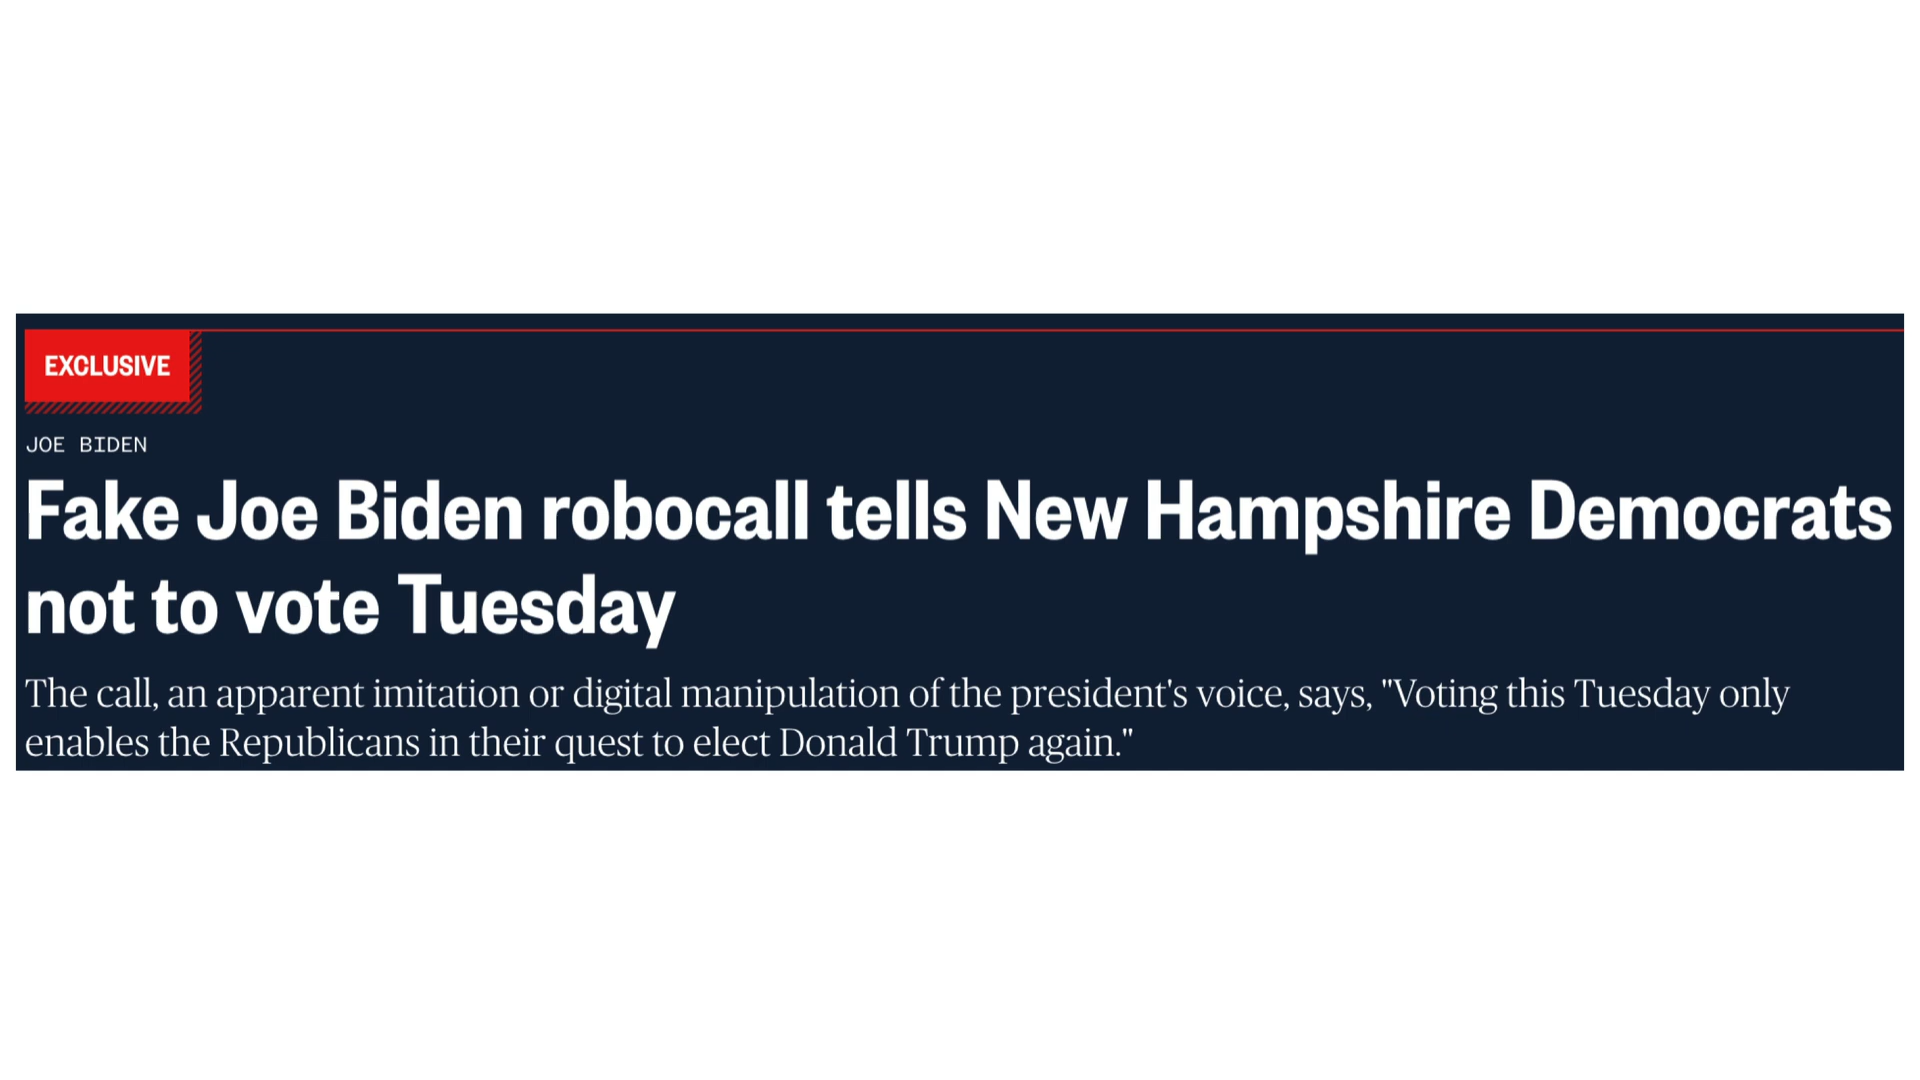 EXCLUSIVE
JOE BIDEN
Fake Joe Biden robocall tells New Hampshire Democrats
not to vote Tuesday
The call, an apparent imitation or digital manipulation of the president's voice, says, "Voting this Tuesday only
enables the Republicans in their quest to elect Donald Trump again."